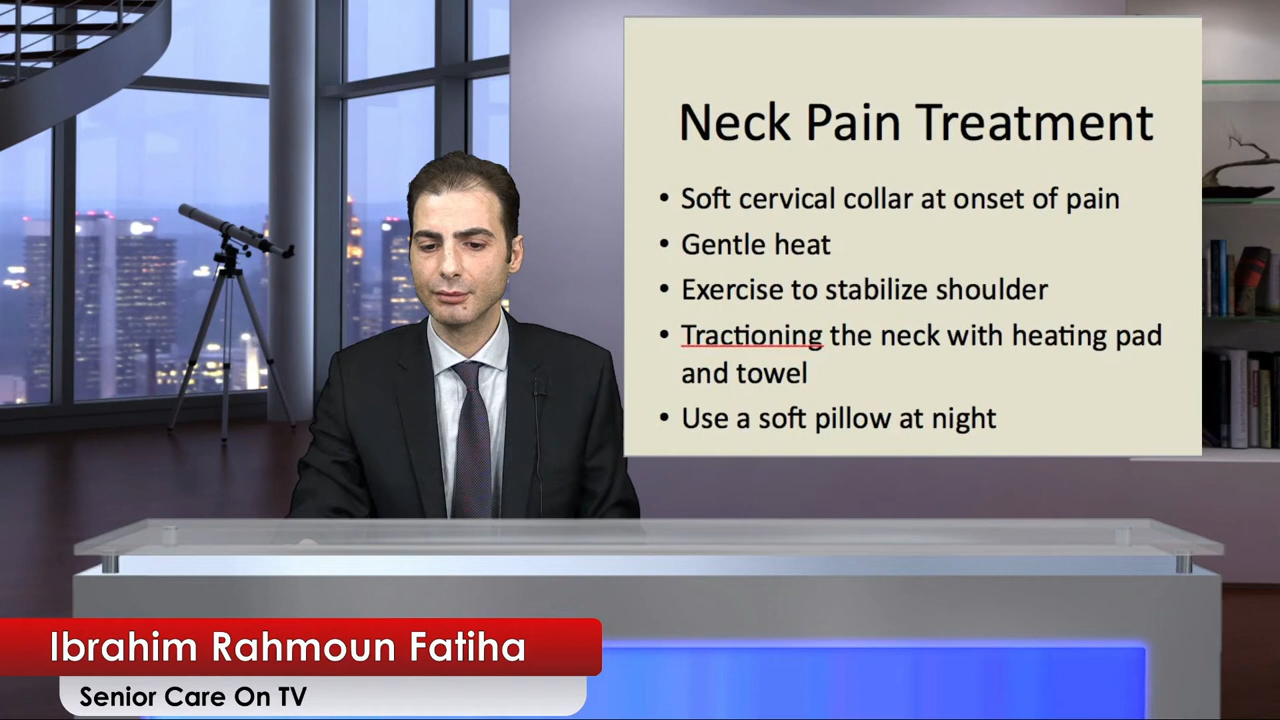 Neck Pain Treatment
• Soft cervical collar at onset of pain
• Gentle heat
• Exercise to stabilize shoulder
• Tractioning the neck with heating pad
and towel
• Use a soft pillow at night
Ibrahim Rahmoun Fatiha
Senior Care On TV